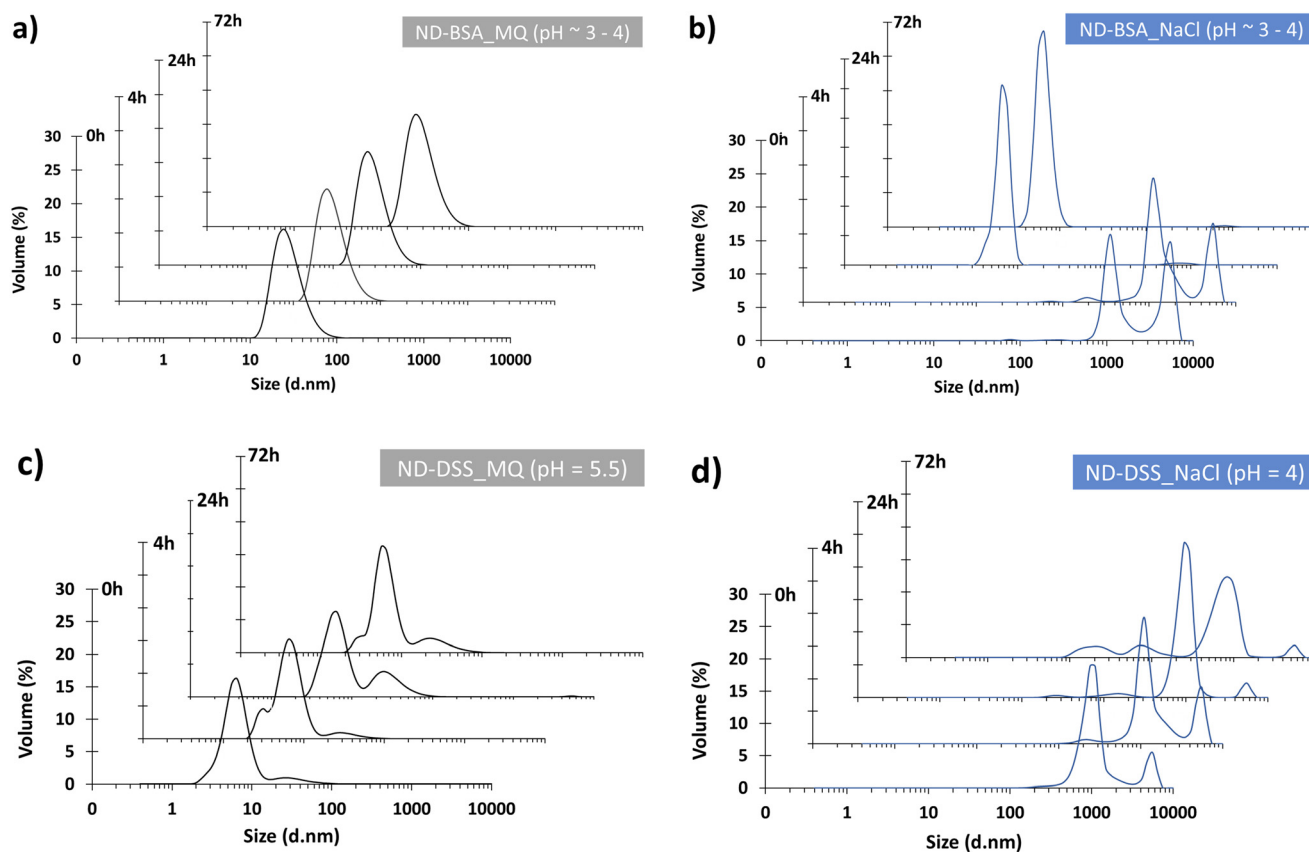 a)
ND-BSA_MQ (pH ~ 3 - 4)
72h
24h
4h
0h
30
25
20
15
10
5
0
Volume (%)
0 1 10 100 1000 10000
Size (d.nm)
b)
ND-BSA_NaCl (pH ~ 3 - 4)
72h
24h
4h
0h
30
25
20
15
10
5
0
Volume (%)
0 1 10 100 1000 10000
Size (d.nm)
c)
ND-DSS_MQ (pH = 5.5)
72h
24h
4h
0h
30
25
20
15
10
5
0
Volume (%)
0 1 10 100 1000 10000
Size (d.nm)
d)
ND-DSS_NaCl (pH = 4)
72h
24h
4h
0h
30
25
20
15
10
5
0
Volume (%)
0 1 10 100 1000 10000
Size (d.nm)